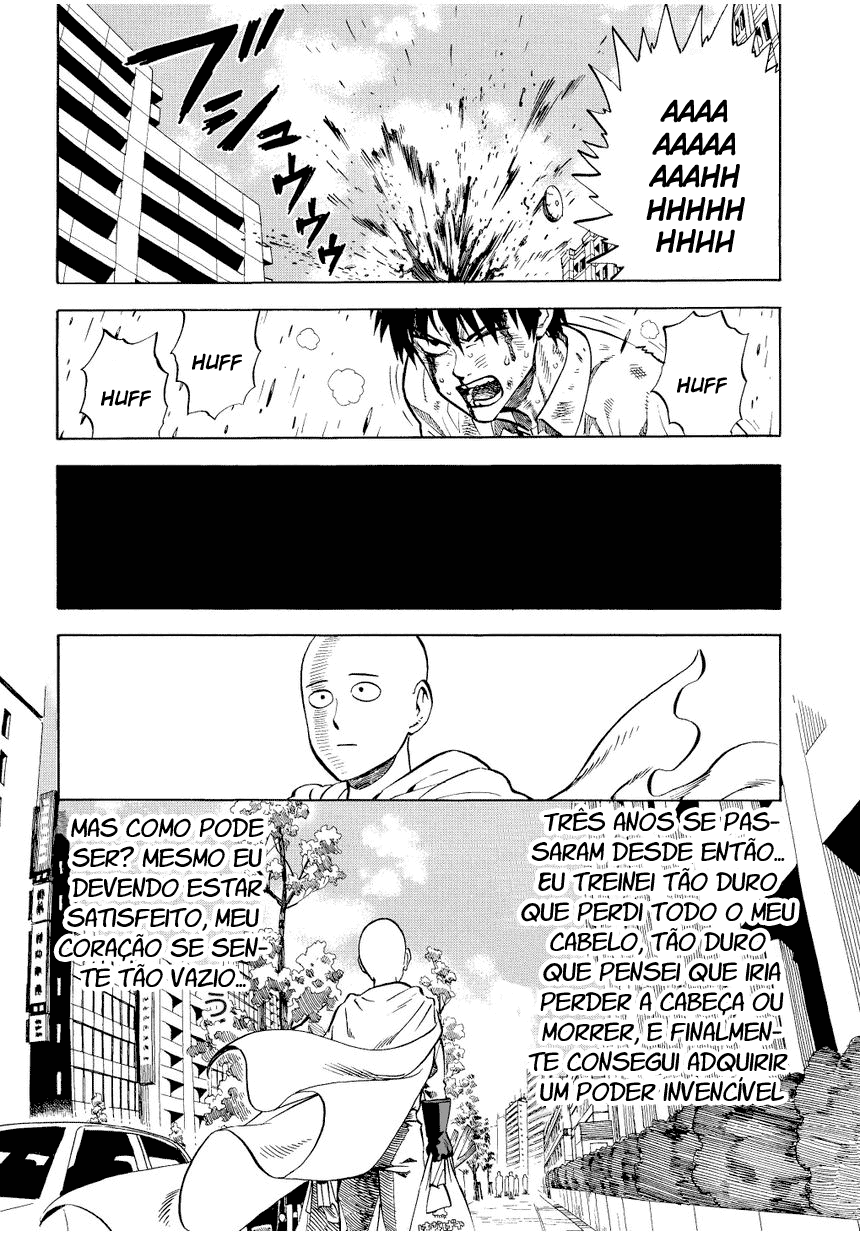 ブシュウゥゥ
AAAA
AAAAA
AAAHH
HHHHH
HHHH
HUFF
HUFF
HUFF
TRÊS ANOS SE PAS-
SARAM DESDE ENTÃO...
EU TREINEI TÃO DURO
QUE PERDI TODO O MEU
CABELO, TÃO DURO
QUE PENSEI QUE IRIA
PERDER A CABEÇA OU
MORRER, E FINALMEN-
TE CONSEGUI ADQUIRIR
UM PODER INVENCÍVEL
MAS COMO PODE
SER? MESMO EU
DEVENDO ESTAR
SATISFEITO, MEU
CORAÇÃO SE SEN-
TE TÃO VAZIO...